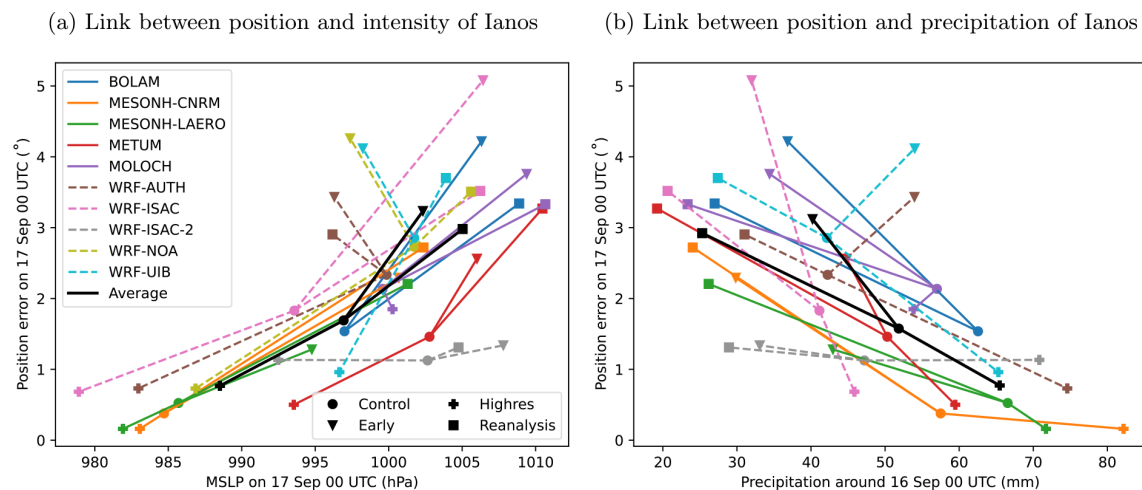 (a) Link between position and intensity of Ianos
(b) Link between position and precipitation of Ianos
Position error on 17 Sep 00 UTC (°)
5
4
3
2
1
0
BOLAM
MESONH-CNRM
MESONH-LAERO
METUM
MOLOCH
WRF-AUTH
WRF-ISAC
WRF-ISAC-2
WRF-NOA
WRF-UIB
Average
Control
Early
Highres
Reanalysis
980 985 990 995 1000 1005 1010
MSLP on 17 Sep 00 UTC (hPa)
Position error on 17 Sep 00 UTC (°)
5
4
3
2
1
0
20 30 40 50 60 70 80
Precipitation around 16 Sep 00 UTC (mm)